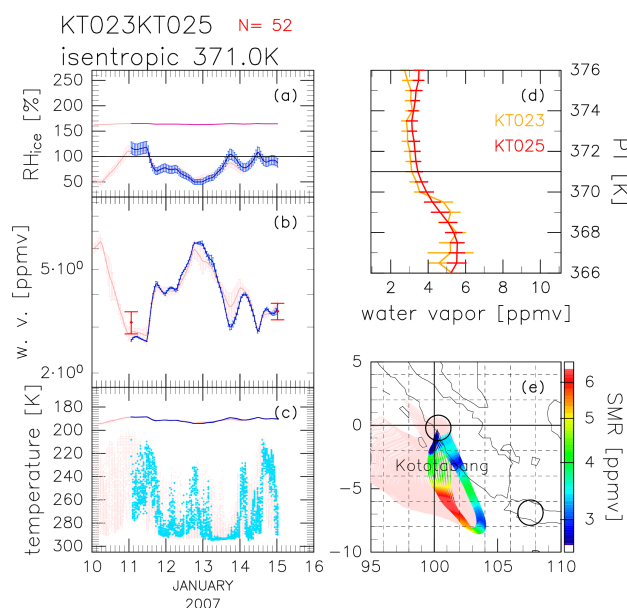 KT023KT025 N= 52
isentropic 371.0K
(a)
RH ice [%]
250
200
150
100
50
(b)
w. v. [ppmv]
5·10⁰
2·10⁰
(c)
temperature [K]
180
200
220
240
260
280
300
10 11 12 13 14 15 16
JANUARY
2007
(d)
KT023
KT025
376
374
372
370
368
366
PT [K]
0 2 4 6 8 10
water vapor [ppmv]
(e)
5
0
-5
-10
Kototabang
95 100 105 110
6
5
4
3
SMR [ppmv]